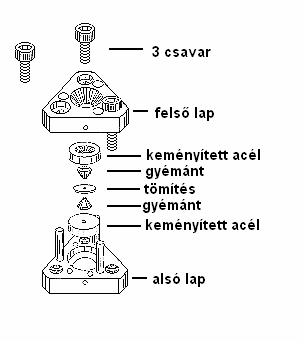 3 csavar
felső lap
keményített acél
gyémánt
tömítés
gyémánt
keményített acél
alsó lap